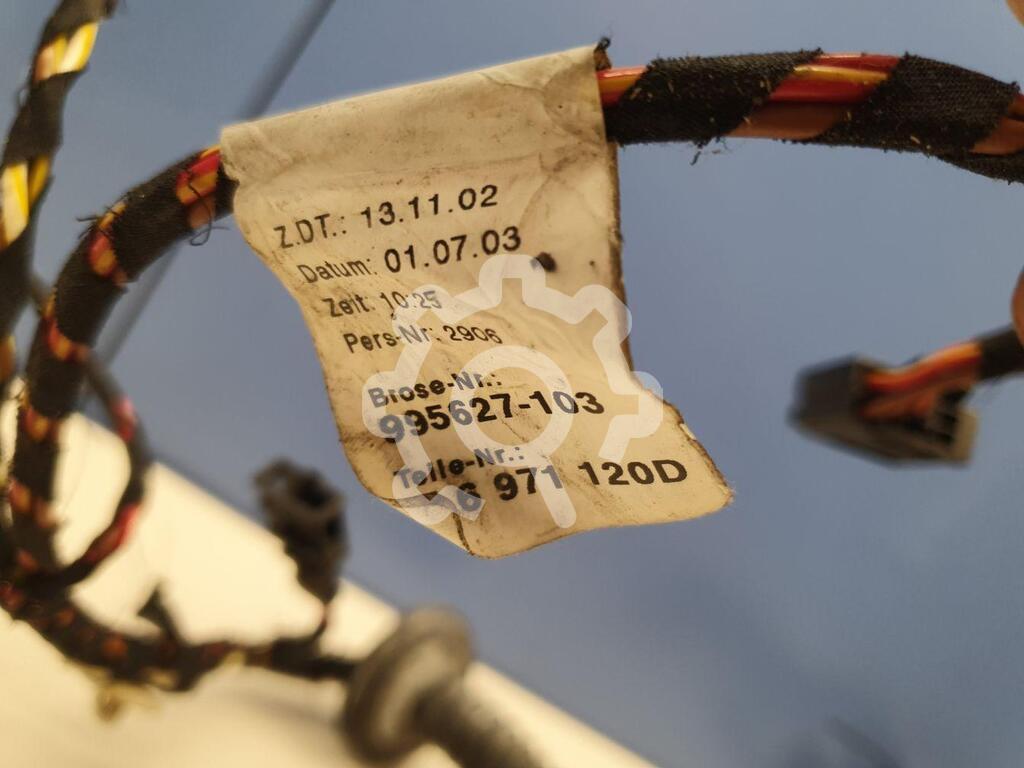 Z.DT.: 13.11.02
Datum: 01.07.03
Zeit: 10:25
Pers-Nr: 2906
Brose-Nr.:
995627-103
Teile-Nr.:
6 971 120D